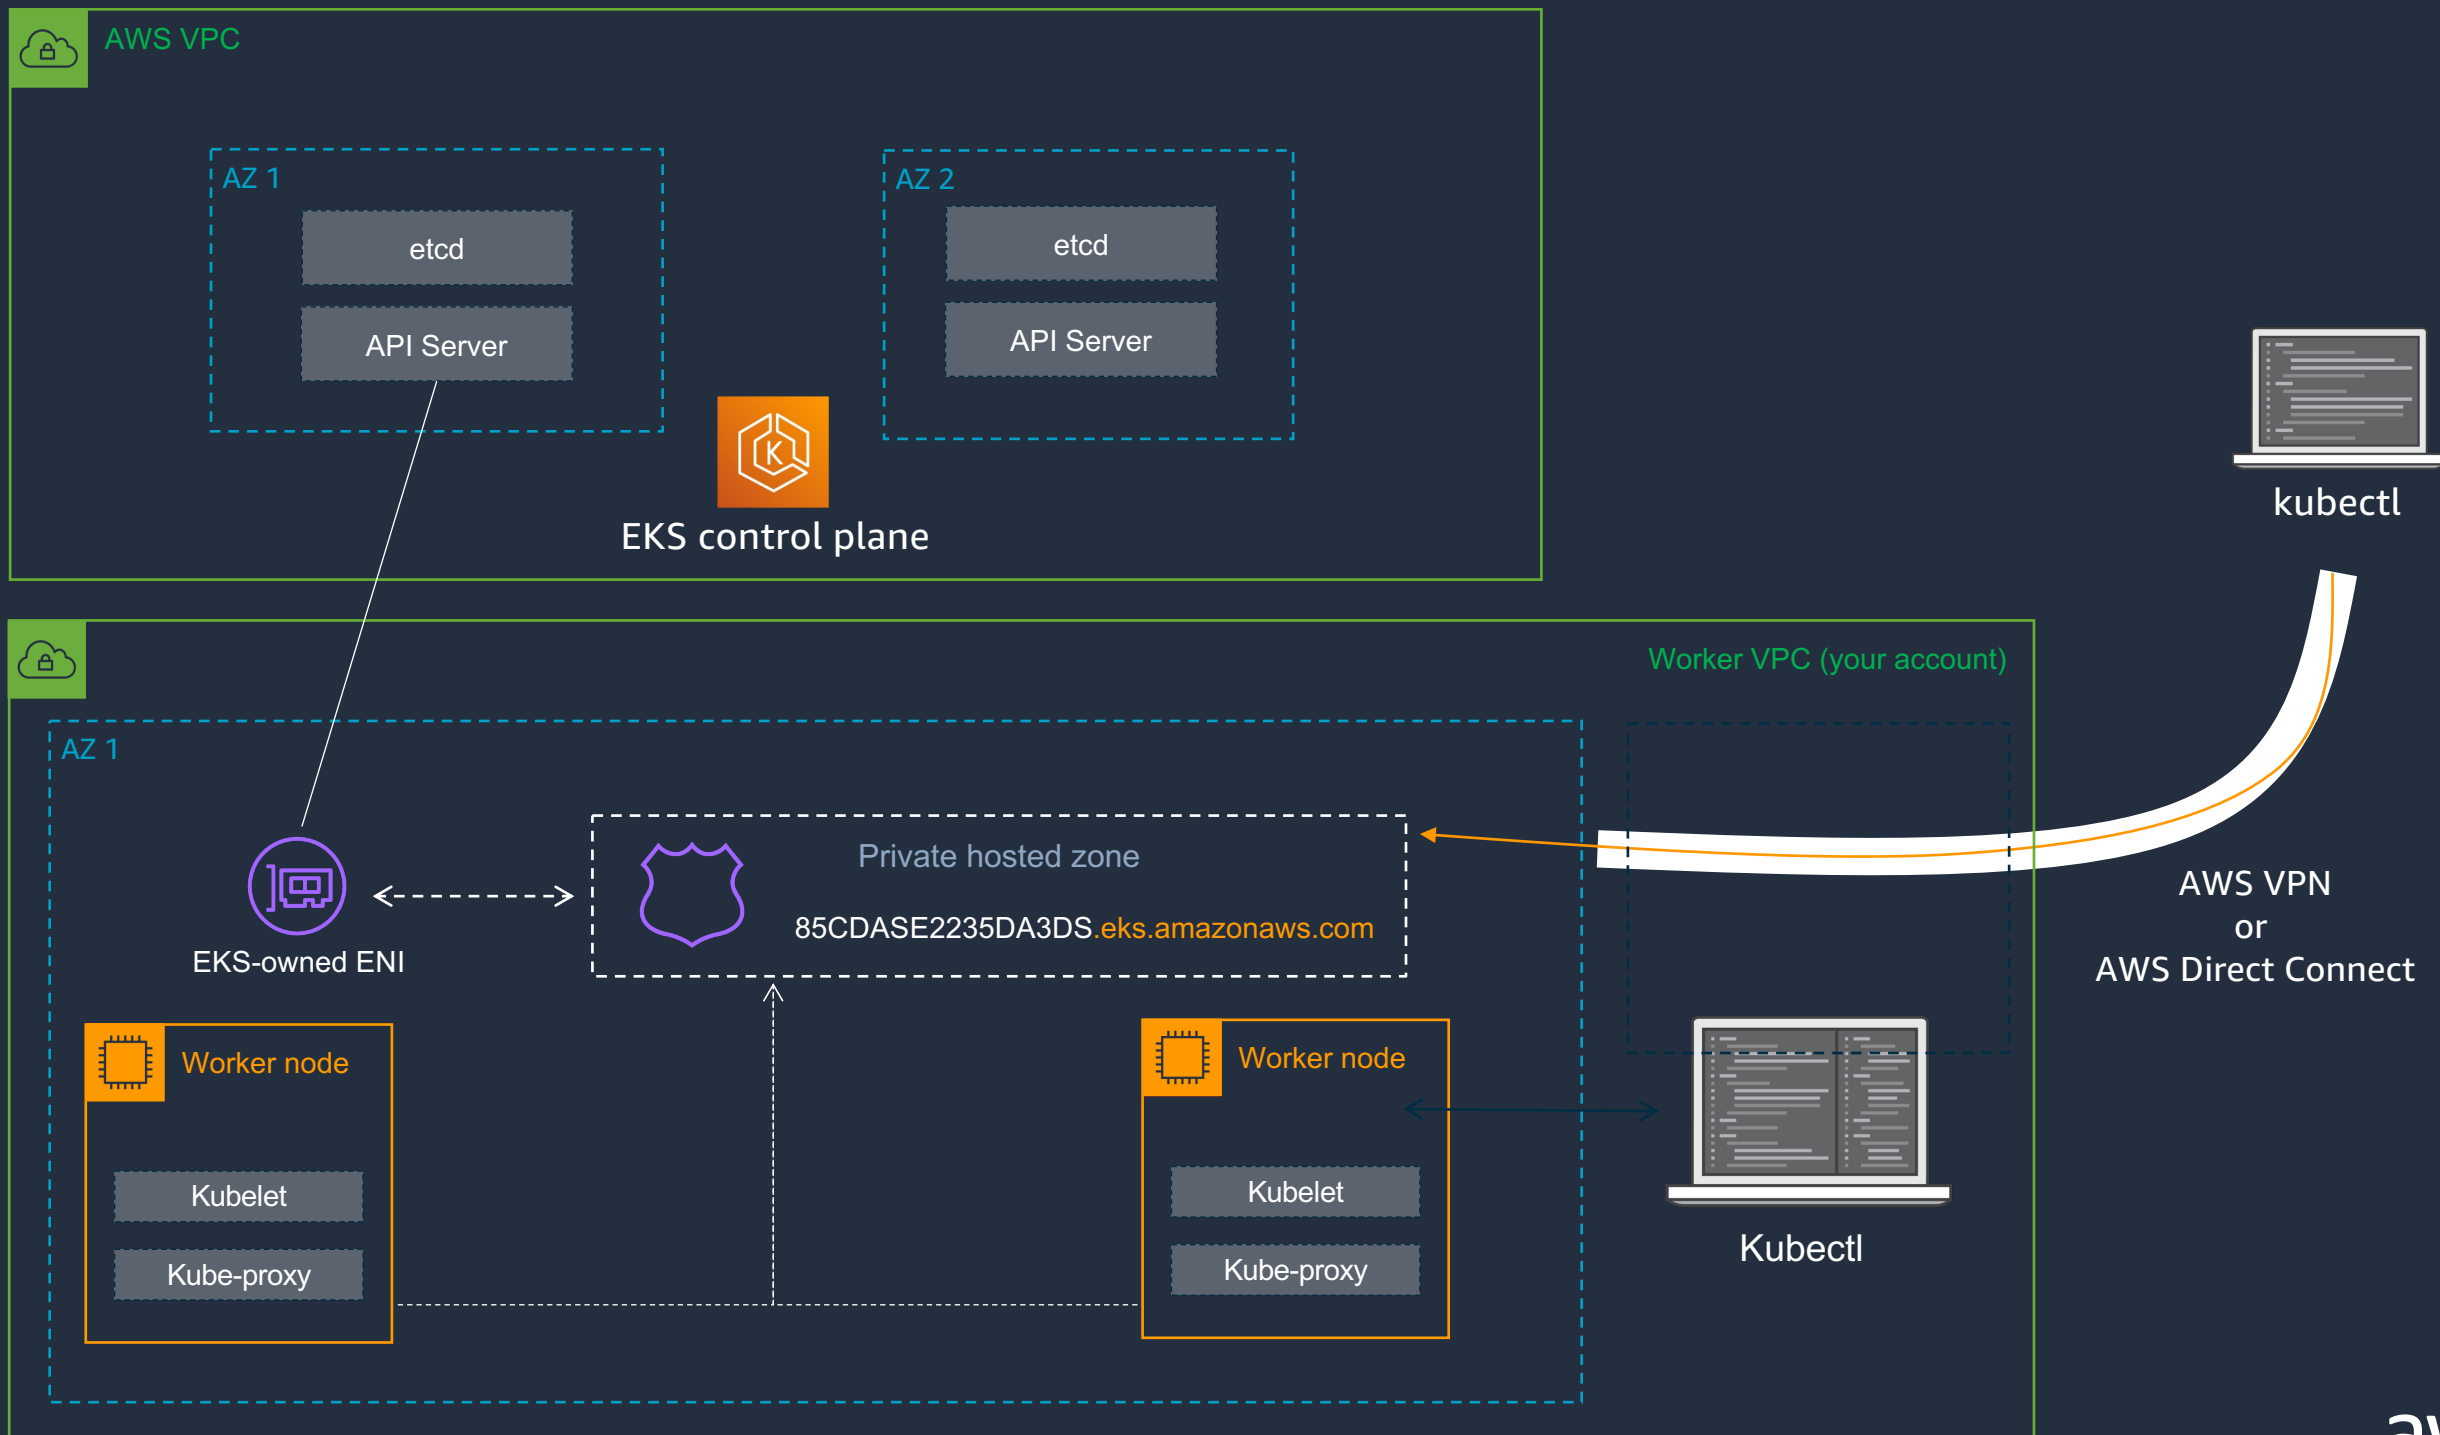 AWS VPC
AZ 1
etcd
API Server
AZ 2
etcd
API Server
EKS control plane
kubectl
Worker VPC (your account)
AZ 1
EKS-owned ENI
Private hosted zone
85CDASE2235DA3DS.eks.amazonaws.com
AWS VPN
or
AWS Direct Connect
Worker node
Kubelet
Kube-proxy
Worker node
Kubelet
Kube-proxy
Kubectl